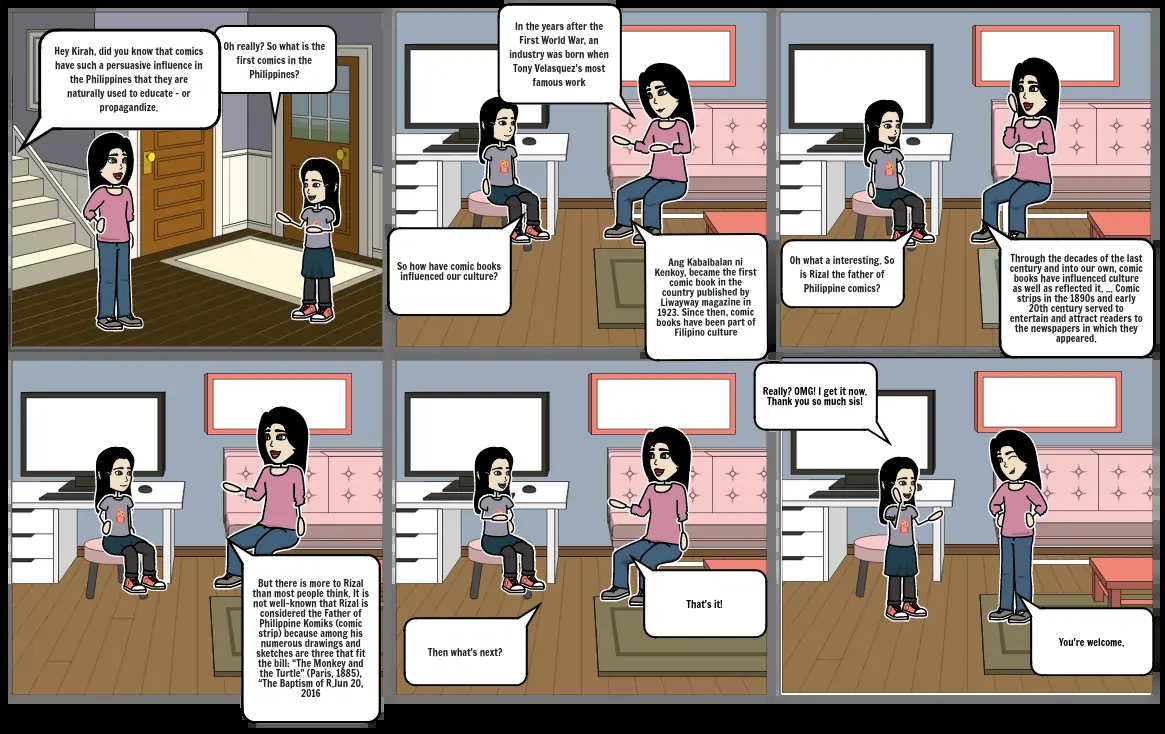 Hey Kirah, did you know that comics
have such a persuasive influence in
the Philippines that they are
naturally used to educate - or
propagandize.
Oh really? So what is the
first comics in the
Philippines?
In the years after the
First World War, an
industry was born when
Tony Velasquez's most
famous work
So how have comic books
influenced our culture?
Ang Kabalbalan ni
Kenkoy, became the first
comic book in the
country published by
Liwayway magazine in
1923. Since then, comic
books have been part of
Filipino culture
Oh what a interesting. So
is Rizal the father of
Philippine comics?
Through the decades of the last
century and into our own, comic
books have influenced culture
as well as reflected it. ... Comic
strips in the 1890s and early
20th century served to
entertain and attract readers to
the newspapers in which they
appeared.
But there is more to Rizal
than most people think. It is
not well-known that Rizal is
considered the Father of
Philippine Komiks (comic
strip) because among his
numerous drawings and
sketches are three that fit
the bill: “The Monkey and
the Turtle” (Paris, 1885),
“The Baptism of R.Jun 20,
2016
Then what's next?
That's it!
Really? OMG! I get it now.
Thank you so much sis!
You're welcome.